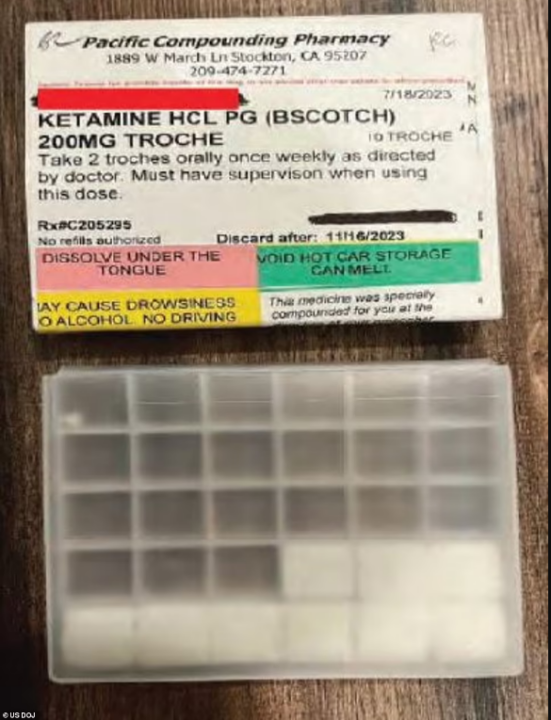 Pacific Compounding Pharmacy
1889 W March Ln Stockton, CA 95207
209-474-7271
7/18/2023
KETAMINE HCL PG (BSCOTCH)
200MG TROCHE 10 TROCHE
Take 2 troches orally once weekly as directed
by doctor. Must have supervison when using
this dose.
Rx#C205295
No refills authorized Discard after: 11/16/2023
DISSOLVE UNDER THE
TONGUE
VOID HOT CAR STORAGE
CAN MELT
AY CAUSE DROWSINESS
O ALCOHOL NO DRIVING
This medicine was specially
compounded for you at the
© US DOJ